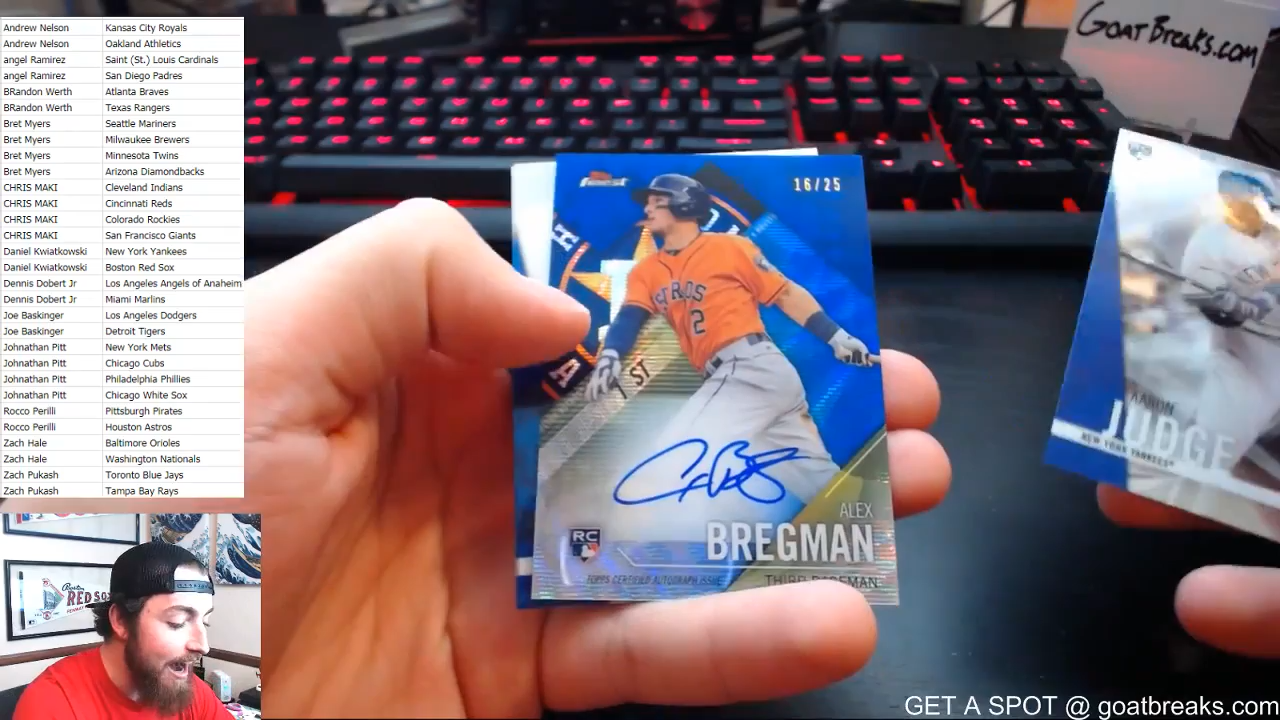 Andrew Nelson Kansas City Royals
Andrew Nelson Oakland Athletics
angel Ramirez Saint (St.) Louis Cardinals
angel Ramirez San Diego Padres
BRandon Werth Atlanta Braves
BRandon Werth Texas Rangers
Bret Myers Seattle Mariners
Bret Myers Milwaukee Brewers
Bret Myers Minnesota Twins
Bret Myers Arizona Diamondbacks
CHRIS MAKI Cleveland Indians
CHRIS MAKI Cincinnati Reds
CHRIS MAKI Colorado Rockies
CHRIS MAKI San Francisco Giants
Daniel Kwiatkowski New York Yankees
Daniel Kwiatkowski Boston Red Sox
Dennis Dobert Jr Los Angeles Angels of Anaheim
Dennis Dobert Jr Miami Marlins
Joe Baskinger Los Angeles Dodgers
Joe Baskinger Detroit Tigers
Johnathan Pitt New York Mets
Johnathan Pitt Chicago Cubs
Johnathan Pitt Philadelphia Phillies
Johnathan Pitt Chicago White Sox
Rocco Perilli Pittsburgh Pirates
Rocco Perilli Houston Astros
Zach Hale Baltimore Orioles
Zach Hale Washington Nationals
Zach Pukash Toronto Blue Jays
Zach Pukash Tampa Bay Rays
GoatBreaks.com
Finest
16/25
H
ST
A
STROS
2
ALEX
BREGMAN
RC
TOPPS CERTIFIED AUTOGRAPH ISSUE
THIRD BASEMAN
AARON
JUDGE
NEW YORK YANKEES
RED SO
GET A SPOT @ goatbreaks.com